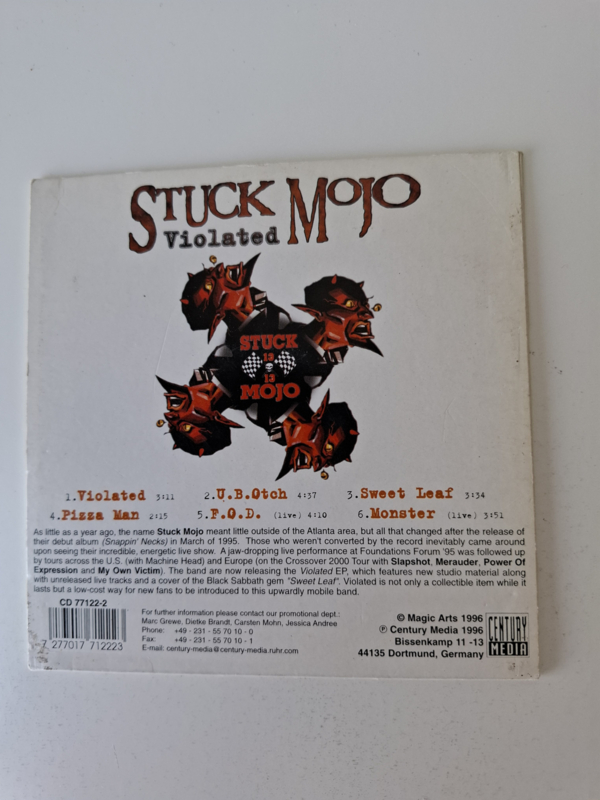 STUCK MOJO
Violated
STUCK
13
13
MOJO
1.Violated 3:11 2.U.B.Otch 4:37 3.Sweet Leaf 3:34
4.Pizza Man 2:15 5.F.O.D. (live) 4:10 6.Monster (live) 3:51
As little as a year ago, the name Stuck Mojo meant little outside of the Atlanta area, but all that changed after the release of
their debut album (Snappin' Necks) in March of 1995. Those who weren't converted by the record inevitably came around
upon seeing their incredible, energetic live show. A jaw-dropping live performance at Foundations Forum '95 was followed up
by tours across the U.S. (with Machine Head) and Europe (on the Crossover 2000 Tour with Slapshot, Merauder, Power Of
Expression and My Own Victim). The band are now releasing the Violated EP, which features new studio material along
with unreleased live tracks and a cover of the Black Sabbath gem "Sweet Leaf". Violated is not only a collectible item while it
lasts but a low-cost way for new fans to be introduced to this upwardly mobile band.
CD 77122-2
7 277017 712223
For further information please contact our promotional dept.:
Marc Grewe, Dietke Brandt, Carsten Mohn, Jessica Andree
Phone: +49 - 231 - 55 70 10 - 0
Fax: +49 - 231 - 55 70 10 - 1
E-mail: century-media@century-media.ruhr.com
© Magic Arts 1996
℗ Century Media 1996
Bissenkamp 11 -13
44135 Dortmund, Germany
CENTURY
MEDIA